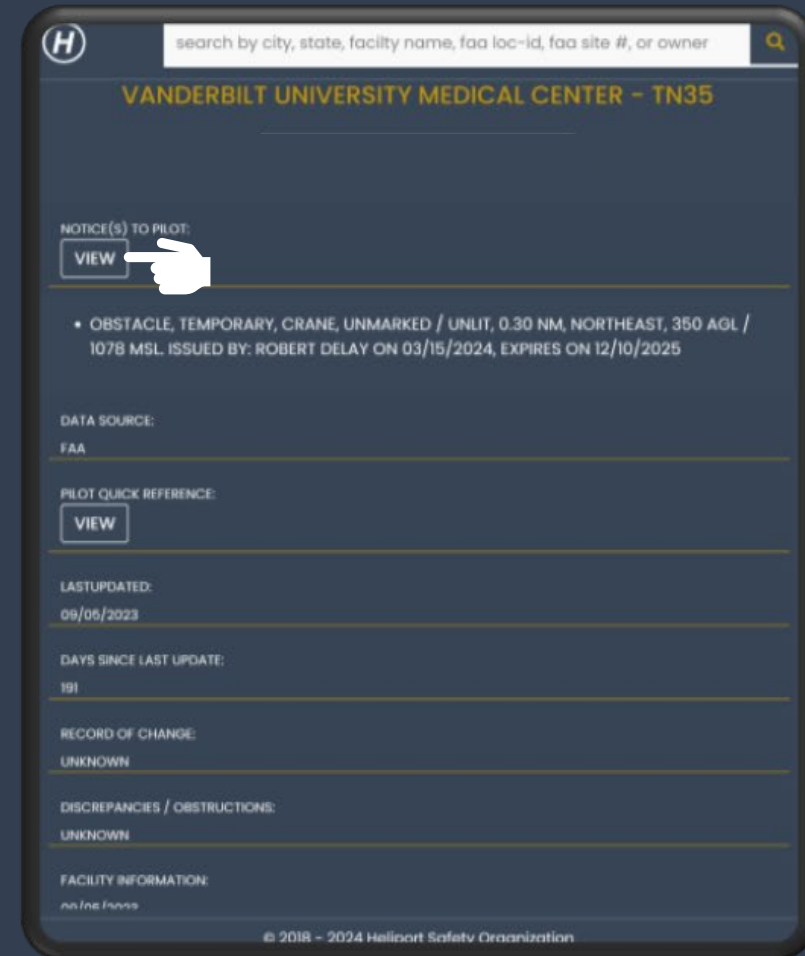 H
search by city, state, facilty name, faa loc-id, faa site #, or owner
VANDERBILT UNIVERSITY MEDICAL CENTER - TN35
NOTICE(S) TO PILOT:
VIEW
• OBSTACLE, TEMPORARY, CRANE, UNMARKED / UNLIT, 0.30 NM, NORTHEAST, 350 AGL /
1078 MSL. ISSUED BY: ROBERT DELAY ON 03/15/2024, EXPIRES ON 12/10/2025
DATA SOURCE:
FAA
PILOT QUICK REFERENCE:
VIEW
LASTUPDATED:
09/06/2023
DAYS SINCE LAST UPDATE:
191
RECORD OF CHANGE:
UNKNOWN
DISCREPANCIES / OBSTRUCTIONS:
UNKNOWN
FACILITY INFORMATION:
© 2018 - 2024 Heliport Safety Organization